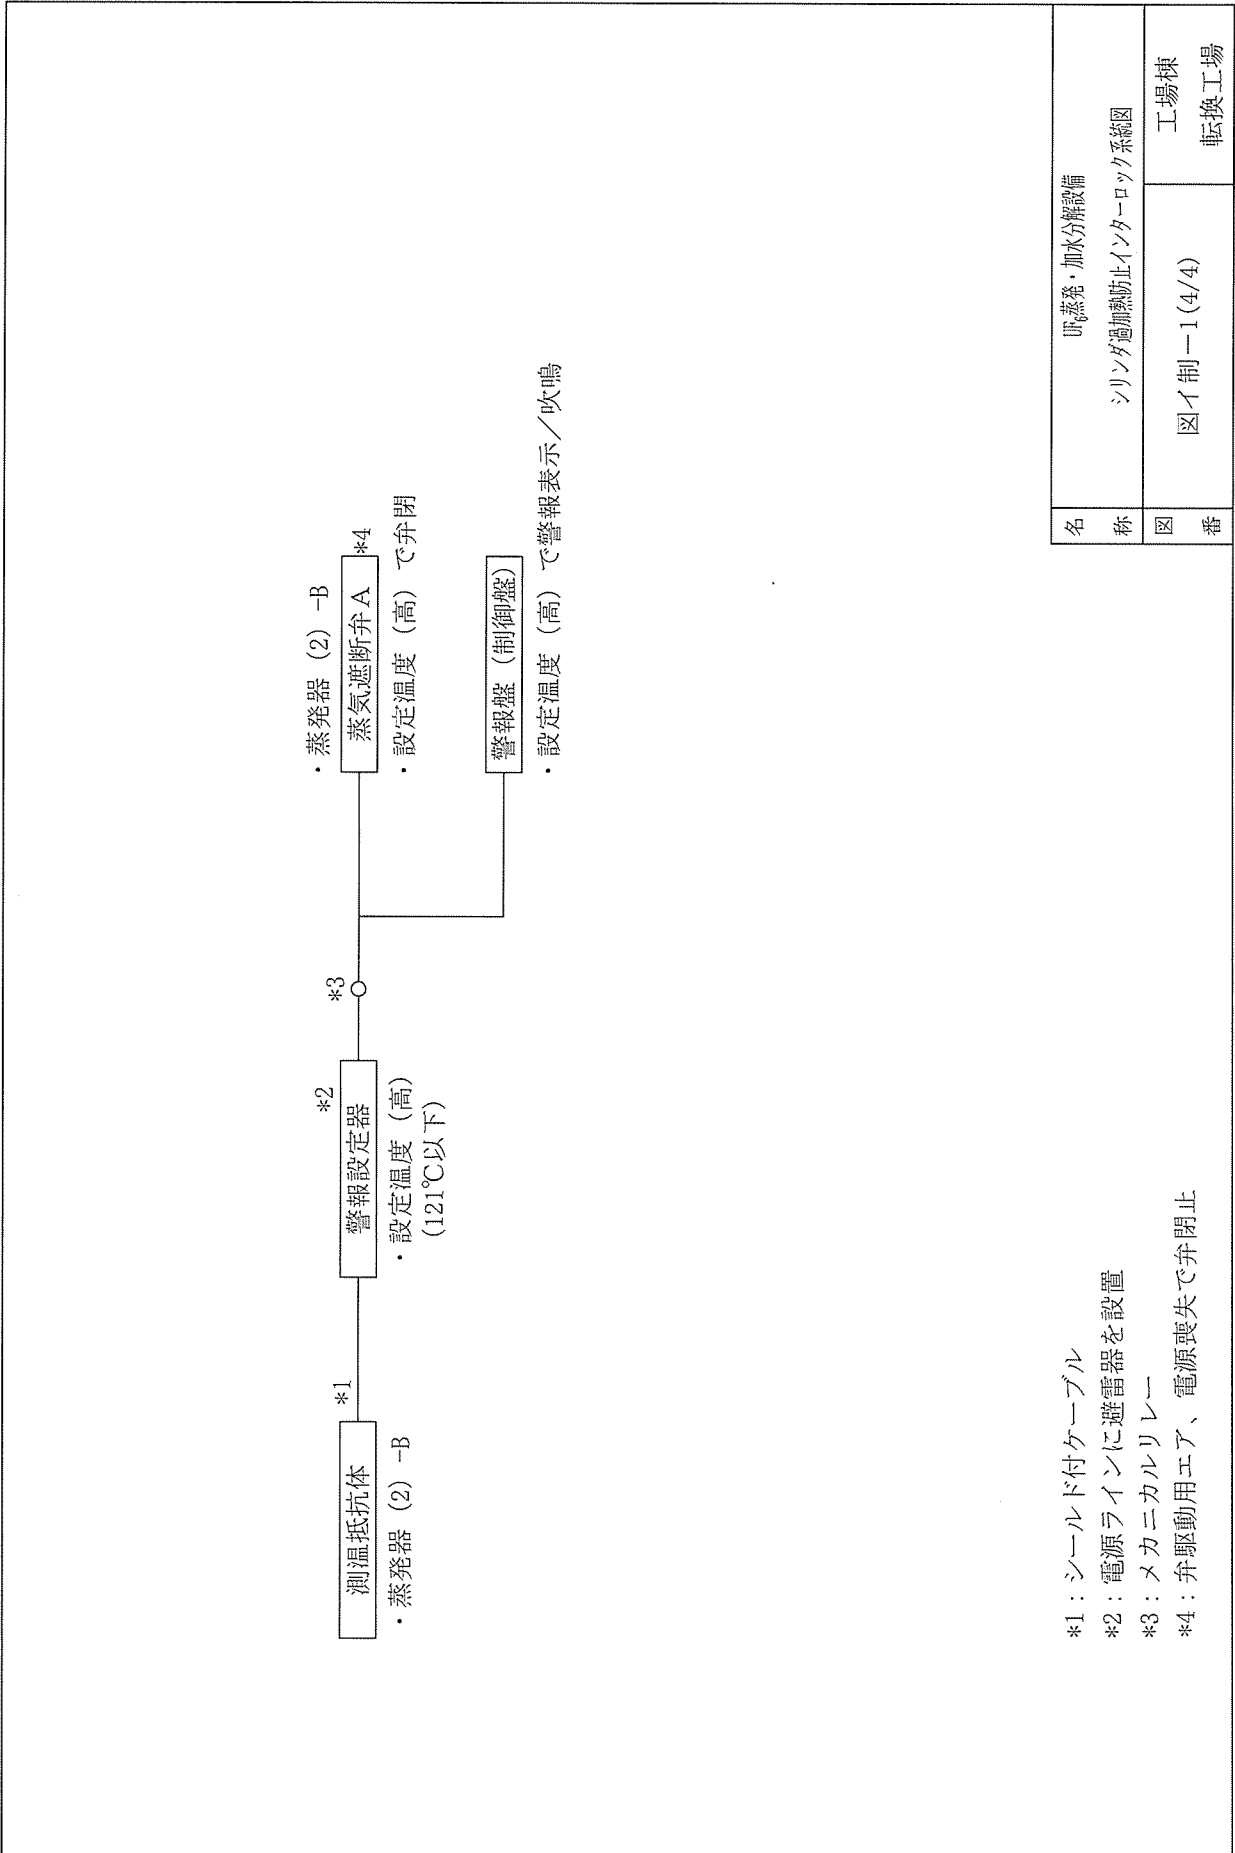 ・蒸発器（2）-B
蒸気遮断弁A *4
・設定温度（高）で弁閉
*3
*2
警報設定器
・設定温度（高）
(121℃以下)
*1
測温抵抗体
・蒸発器（2）-B
警報盤（制御盤）
・設定温度（高）で警報表示／吹鳴
*1：シールド付ケーブル
*2：電源ラインに避雷器を設置
*3：メカニカルリレー
*4：弁駆動用エア、電源喪失で弁閉止
名称
UF₆蒸発・加水分解設備
シリンダ過加熱防止インターロック系統図
図番
図イ制－1(4/4)
工場棟
転換工場